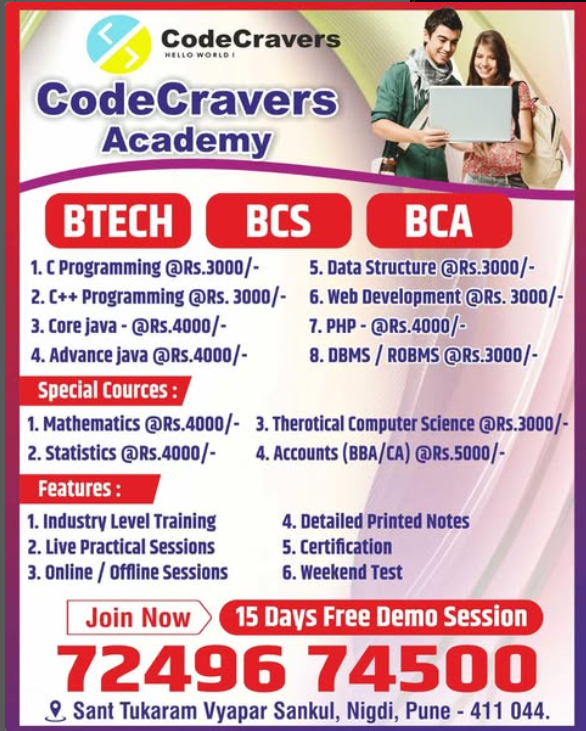 CodeCravers
HELLO WORLD !
CodeCravers
Academy
BTECH BCS BCA
1. C Programming @Rs.3000/-
2. C++ Programming @Rs. 3000/-
3. Core java - @Rs.4000/-
4. Advance java @Rs.4000/-
5. Data Structure @Rs.3000/-
6. Web Development @Rs. 3000/-
7. PHP - @Rs.4000/-
8. DBMS / ROBMS @Rs.3000/-
Special Cources :
1. Mathematics @Rs.4000/-
2. Statistics @Rs.4000/-
3. Therotical Computer Science @Rs.3000/-
4. Accounts (BBA/CA) @Rs.5000/-
Features :
1. Industry Level Training
2. Live Practical Sessions
3. Online / Offline Sessions
4. Detailed Printed Notes
5. Certification
6. Weekend Test
Join Now 15 Days Free Demo Session
72496 74500
Sant Tukaram Vyapar Sankul, Nigdi, Pune - 411 044.